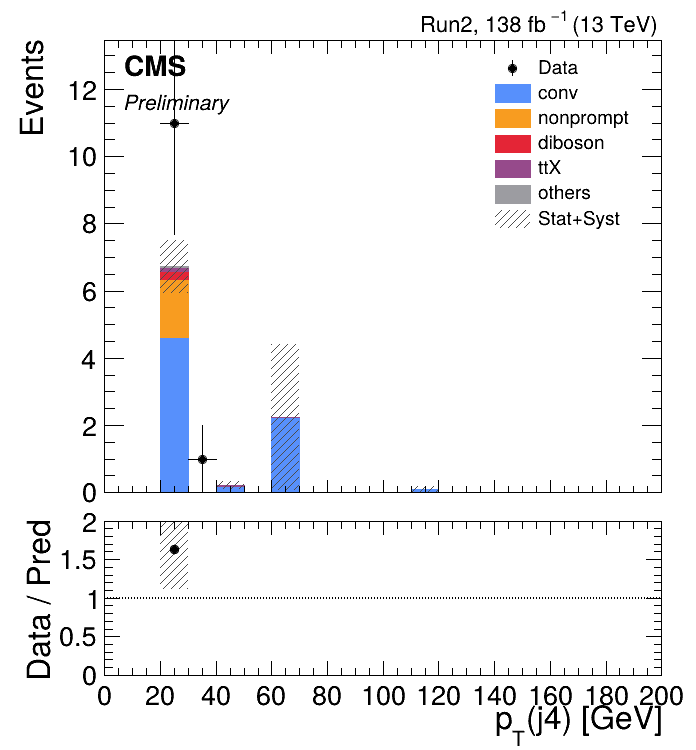 Run2, 138 fb⁻¹ (13 TeV)
CMS
Preliminary
Events
12
10
8
6
4
2
0
Data
conv
nonprompt
diboson
ttX
others
Stat+Syst
Data / Pred
2
1.5
1
0.5
0
0 20 40 60 80 100 120 140 160 180 200
p_T(j4) [GeV]